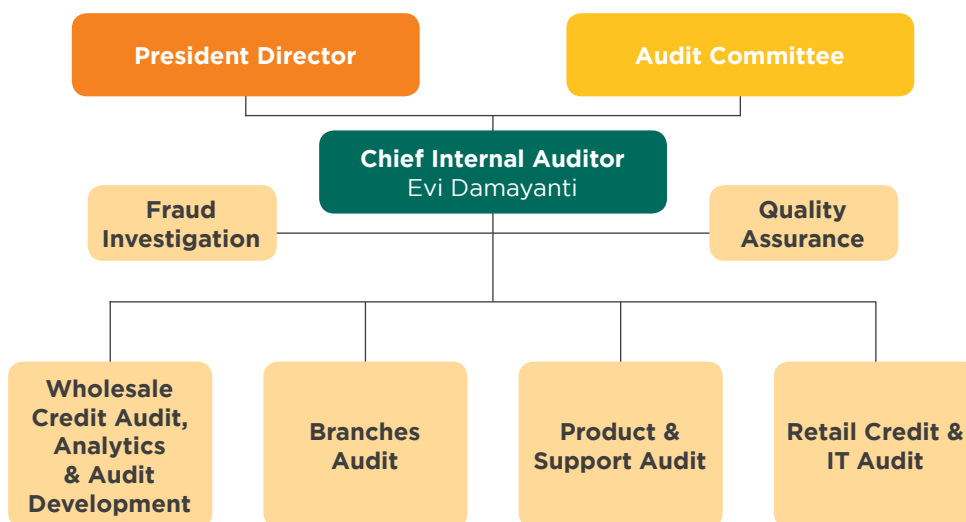 President Director
Audit Committee
Chief Internal Auditor
Evi Damayanti
Fraud
Investigation
Quality
Assurance
Wholesale
Credit Audit,
Analytics
& Audit
Development
Branches
Audit
Product &
Support Audit
Retail Credit &
IT Audit